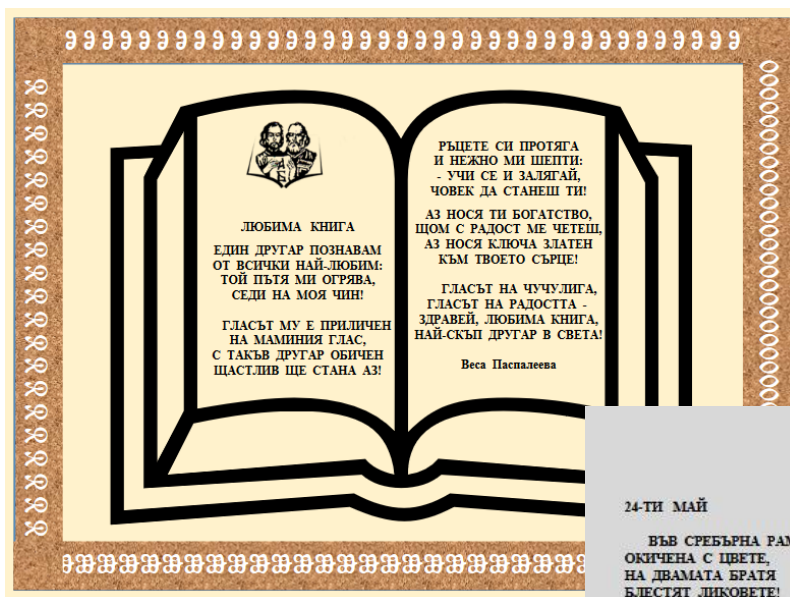 ЛЮБИМА КНИГА
ЕДИН ДРУГАР ПОЗНАВАМ
ОТ ВСИЧКИ НАЙ-ЛЮБИМ:
ТОЙ ПЪТЯ МИ ОГРЯВА,
СЕДИ НА МОЯ ЧИН!
ГЛАСЪТ МУ Е ПРИЛИЧЕН
НА МАМИНИЯ ГЛАС,
С ТАКЪВ ДРУГАР ОБИЧЕН
ЩАСТЛИВ ЩЕ СТАНА АЗ!
РЪЦЕТЕ СИ ПРОТЯГА
И НЕЖНО МИ ШЕПТИ:
- УЧИ СЕ И ЗАЛЯГАЙ,
ЧОВЕК ДА СТАНЕШ ТИ!
АЗ НОСЯ ТИ БОГАТСТВО,
ЩОМ С РАДОСТ МЕ ЧЕТЕШ,
АЗ НОСЯ КЛЮЧА ЗЛАТЕН
КЪМ ТВОЕТО СЪРЦЕ!
ГЛАСЪТ НА ЧУЧУЛИГА,
ГЛАСЪТ НА РАДОСТТА -
ЗДРАВЕЙ, ЛЮБИМА КНИГА,
НАЙ-СКЪП ДРУГАР В СВЕТА!
Веса Паспалеева
24-ТИ МАЙ
ВЪВ СРЕБЪРНА
ОКИЧЕНА С ЦВЕТЕ,
НА ДВАМАТА БРАТЯ
БЛЕСТЯТ ЛИКОВЕТЕ!